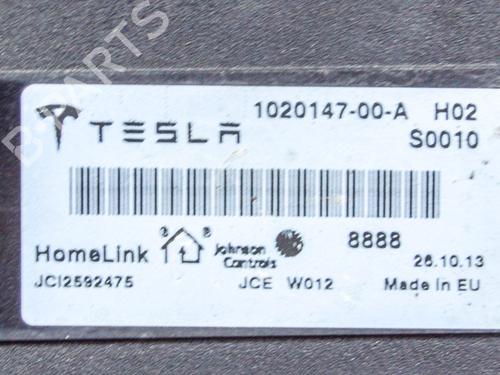 B-PARTS
TESLA 1020147-00-A H02
S0010
HomeLink Johnson Controls 8888 26.10.13
JCI2592475 JCE W012 Made in EU